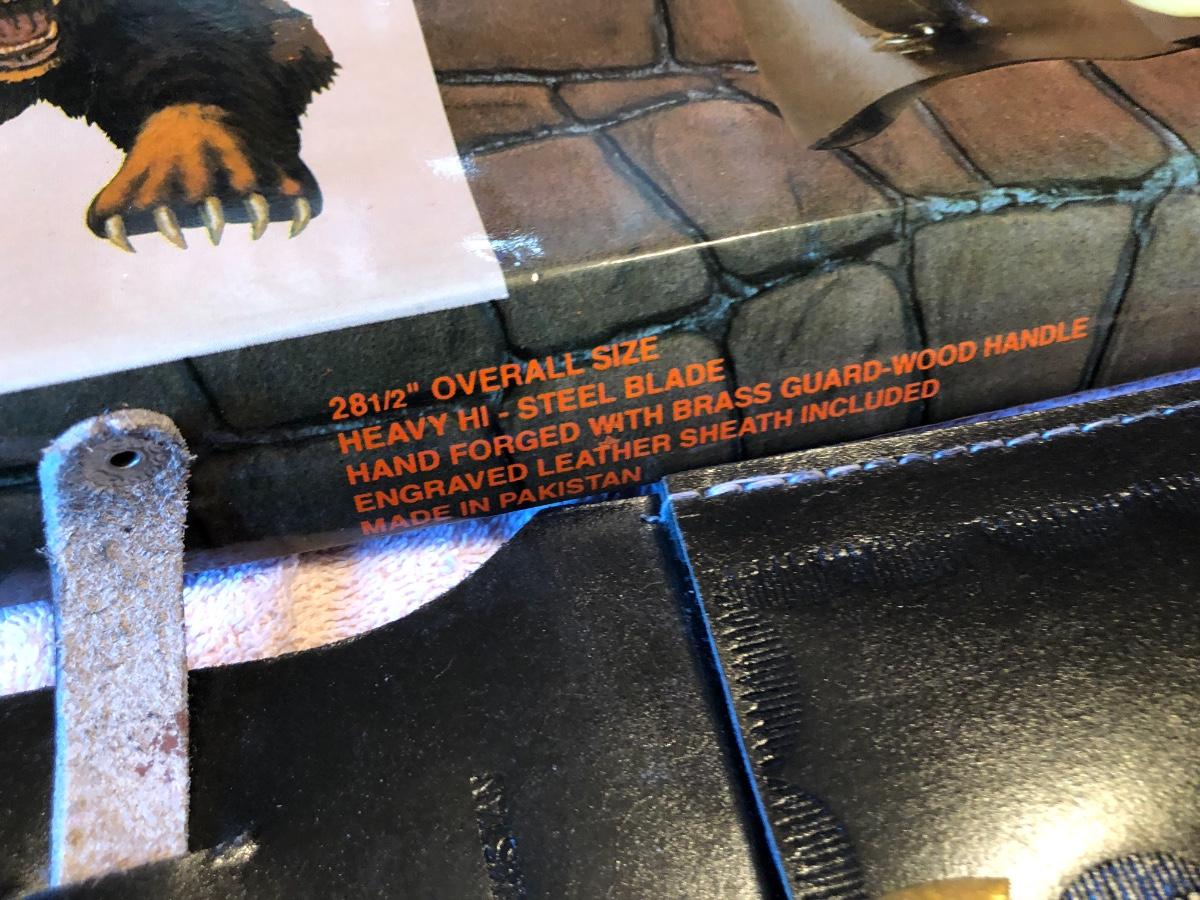 281/2" OVERALL SIZE
HEAVY HI - STEEL BLADE
HAND FORGED WITH BRASS GUARD-WOOD HANDLE
ENGRAVED LEATHER SHEATH INCLUDED
MADE IN PAKISTAN